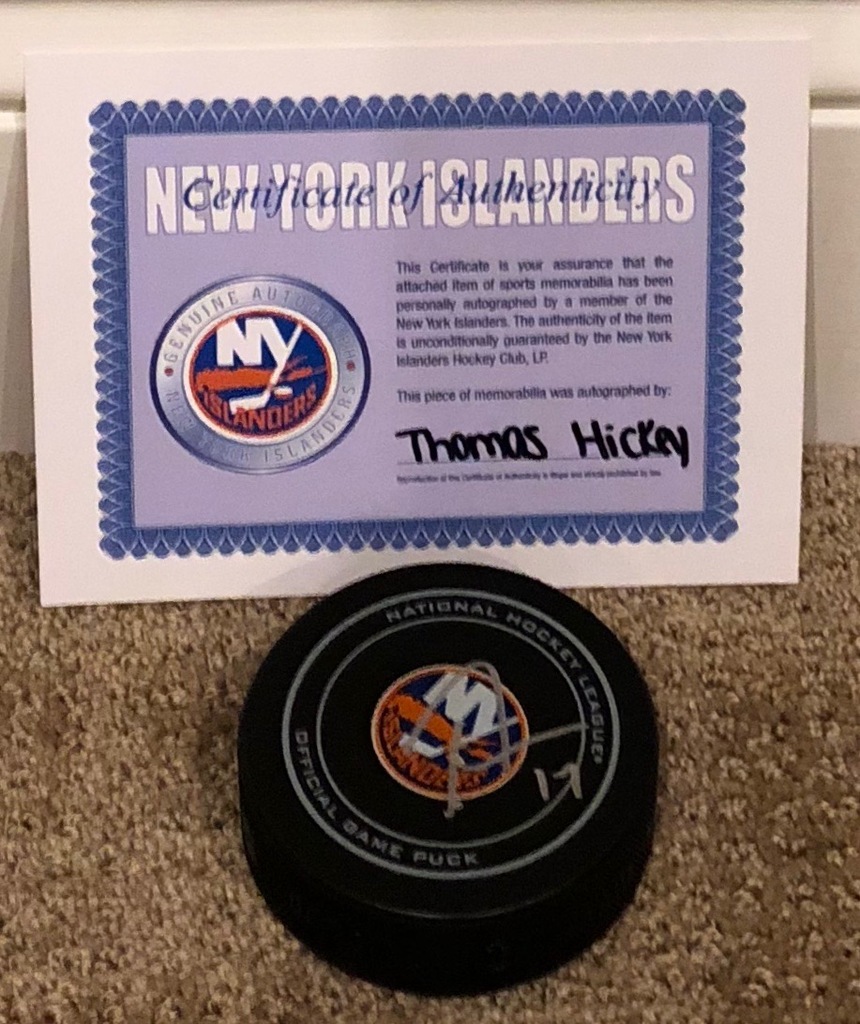 NEW YORK ISLANDERS
Certificate of Authenticity
This Certificate is your assurance that the
attached item of sports memorabilia has been
personally autographed by a member of the
New York Islanders. The authenticity of the item
is unconditionally guaranteed by the New York
Islanders Hockey Club, LP.
This piece of memorabilia was autographed by:
Thomas Hickey
GENUINE AUTOGRAPH
NEW YORK ISLANDERS
NY
ISLANDERS
NATIONAL HOCKEY LEAGUE
NY
ISLANDERS
17
OFFICIAL GAME PUCK